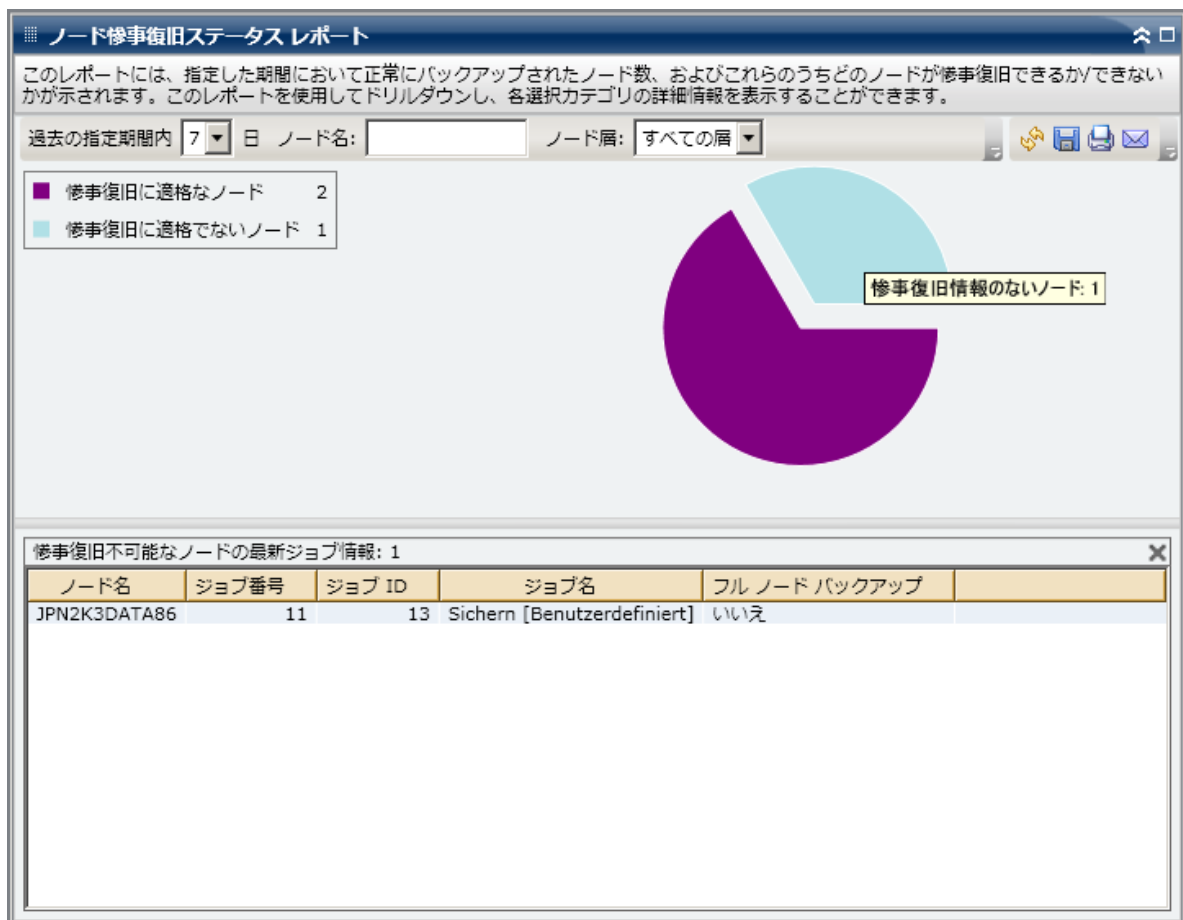 ノード惨事復旧ステータス レポート
このレポートには、指定した期間において正常にバックアップされたノード数、およびこれらのうちどのノードが惨事復旧できるか/できない
かが示されます。このレポートを使用してドリルダウンし、各選択カテゴリの詳細情報を表示することができます。
過去の指定期間内 7 日 ノード名: ノード層: すべての層
惨事復旧に適格なノード 2
惨事復旧に適格でないノード 1
惨事復旧情報のないノード: 1
惨事復旧不可能なノードの最新ジョブ情報: 1
ノード名 ジョブ番号 ジョブ ID ジョブ名 フル ノード バックアップ
JPN2K3DATA86 11 13 Sichern [Benutzerdefiniert] いいえ